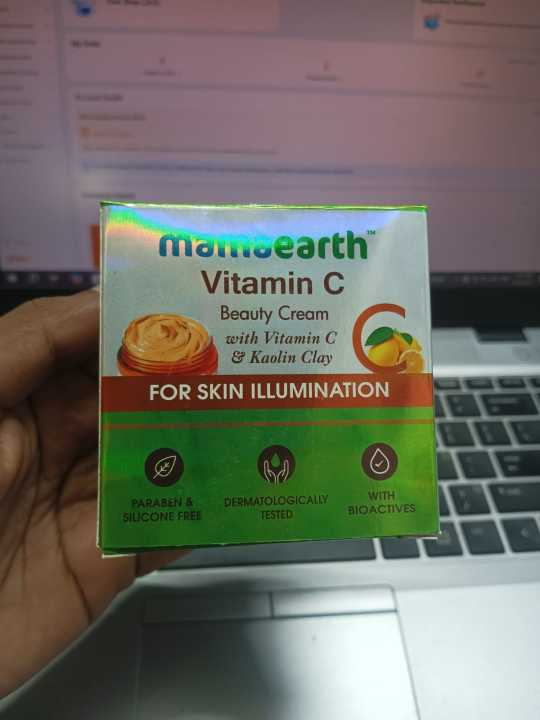 mamaearth™
Vitamin C
Beauty Cream
with Vitamin C
& Kaolin Clay
C
FOR SKIN ILLUMINATION
PARABEN &
SILICONE FREE
DERMATOLOGICALLY
TESTED
WITH
BIOACTIVES